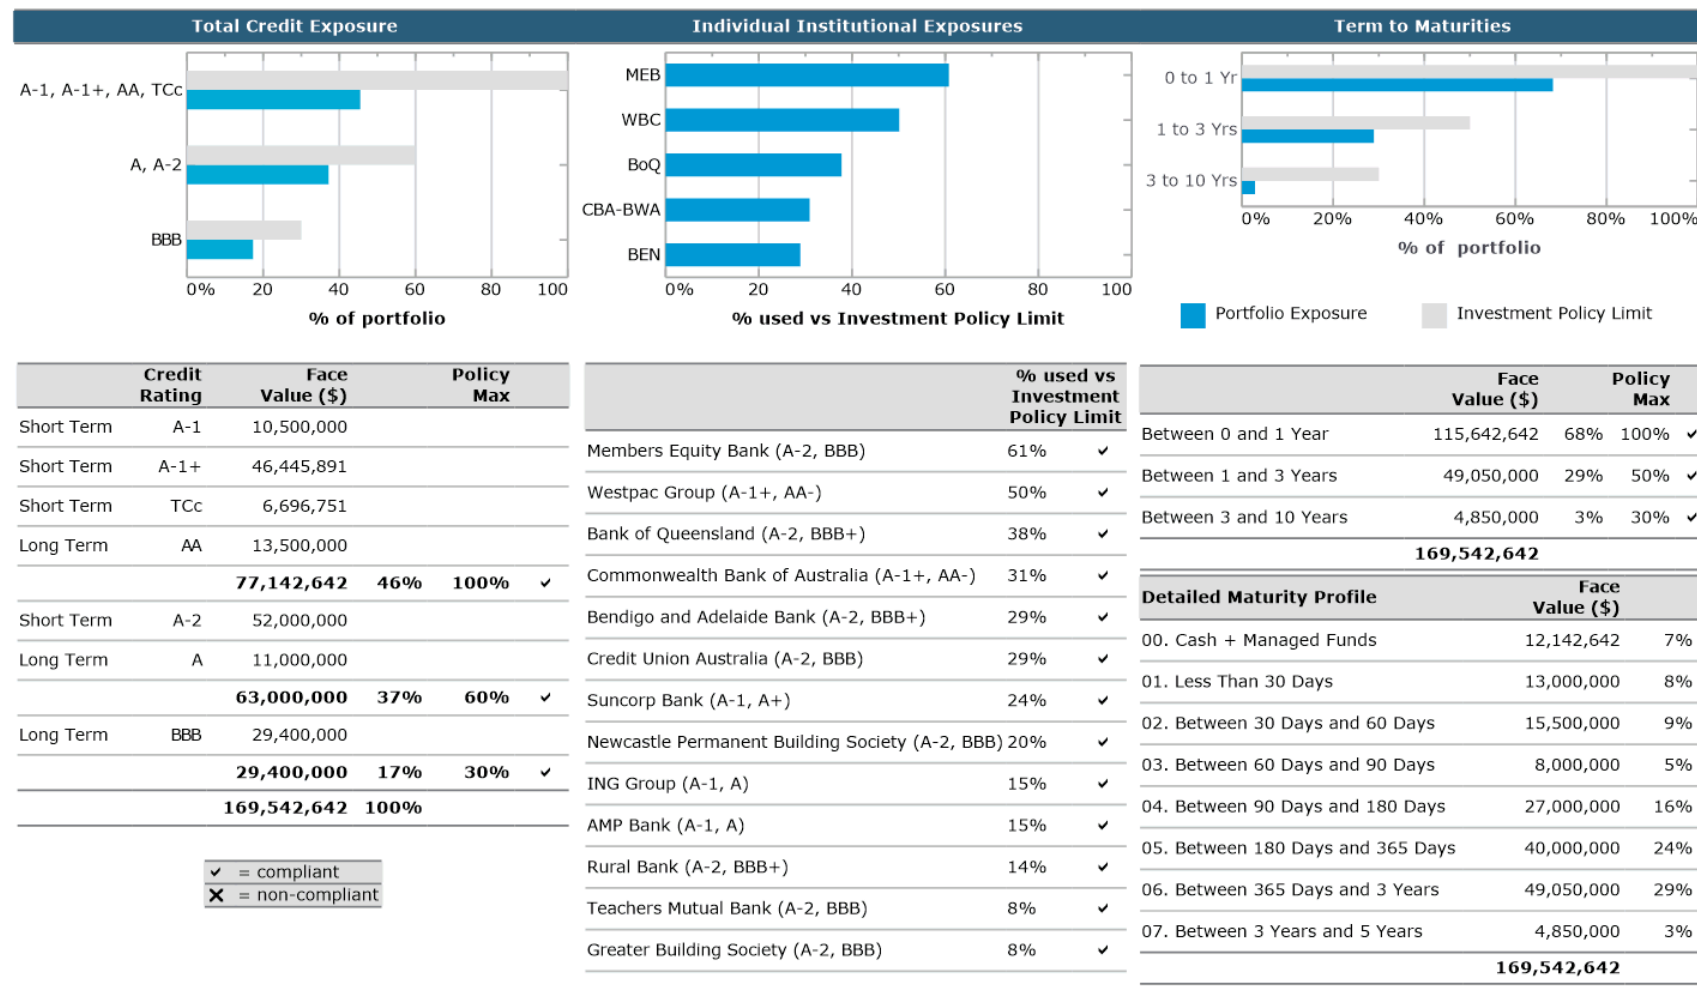 Total Credit Exposure
A-1, A-1+, AA, TCc
A, A-2
BBB
0% 20 40 60 80 100
% of portfolio
Individual Institutional Exposures
MEB
WBC
BoQ
CBA-BWA
BEN
0% 20 40 60 80 100
% used vs Investment Policy Limit
Term to Maturities
0 to 1 Yr
1 to 3 Yrs
3 to 10 Yrs
0% 20% 40% 60% 80% 100%
% of portfolio
Portfolio Exposure Investment Policy Limit
Credit Face Policy
Rating Value ($) Max
Short Term A-1 10,500,000
Short Term A-1+ 46,445,891
Short Term TCc 6,696,751
Long Term AA 13,500,000
77,142,642 46% 100% ✔
Short Term A-2 52,000,000
Long Term A 11,000,000
63,000,000 37% 60% ✔
Long Term BBB 29,400,000
29,400,000 17% 30% ✔
169,542,642 100%
✔ = compliant
✖ = non-compliant
% used vs
Investment
Policy Limit
Members Equity Bank (A-2, BBB) 61% ✔
Westpac Group (A-1+, AA-) 50% ✔
Bank of Queensland (A-2, BBB+) 38% ✔
Commonwealth Bank of Australia (A-1+, AA-) 31% ✔
Bendigo and Adelaide Bank (A-2, BBB+) 29% ✔
Credit Union Australia (A-2, BBB) 29% ✔
Suncorp Bank (A-1, A+) 24% ✔
Newcastle Permanent Building Society (A-2, BBB) 20% ✔
ING Group (A-1, A) 15% ✔
AMP Bank (A-1, A) 15% ✔
Rural Bank (A-2, BBB+) 14% ✔
Teachers Mutual Bank (A-2, BBB) 8% ✔
Greater Building Society (A-2, BBB) 8% ✔
Face Policy
Value ($) Max
Between 0 and 1 Year 115,642,642 68% 100% ✔
Between 1 and 3 Years 49,050,000 29% 50% ✔
Between 3 and 10 Years 4,850,000 3% 30% ✔
169,542,642
Detailed Maturity Profile Face
Value ($)
00. Cash + Managed Funds 12,142,642 7%
01. Less Than 30 Days 13,000,000 8%
02. Between 30 Days and 60 Days 15,500,000 9%
03. Between 60 Days and 90 Days 8,000,000 5%
04. Between 90 Days and 180 Days 27,000,000 16%
05. Between 180 Days and 365 Days 40,000,000 24%
06. Between 365 Days and 3 Years 49,050,000 29%
07. Between 3 Years and 5 Years 4,850,000 3%
169,542,642